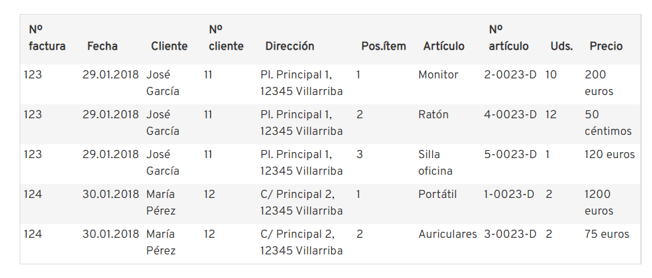 Nº factura Fecha Cliente Nº cliente Dirección Pos.ítem Artículo Nº artículo Uds. Precio
123 29.01.2018 José García 11 Pl. Principal 1, 12345 Villarriba 1 Monitor 2-0023-D 10 200 euros
123 29.01.2018 José García 11 Pl. Principal 1, 12345 Villarriba 2 Ratón 4-0023-D 12 50 céntimos
123 29.01.2018 José García 11 Pl. Principal 1, 12345 Villarriba 3 Silla oficina 5-0023-D 1 120 euros
124 30.01.2018 María Pérez 12 C/ Principal 2, 12345 Villarriba 1 Portátil 1-0023-D 2 1200 euros
124 30.01.2018 María Pérez 12 C/ Principal 2, 12345 Villarriba 2 Auriculares 3-0023-D 2 75 euros